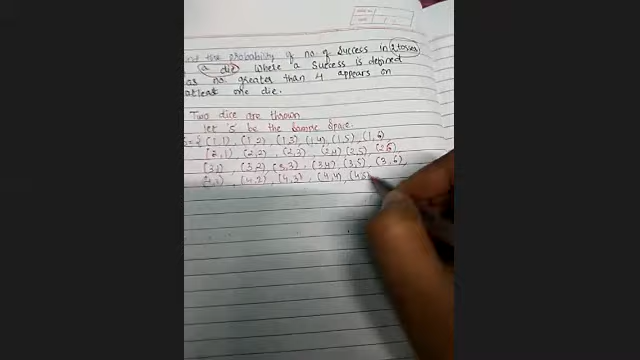 the probability of no. of success in 2 tosses
a die where a success is defined
as no. greater than 4 appears on
atleast one die.
Two dice are thrown
let 'S' be the sample space.
S = { (1,1) , (1,2) , (1,3) , (1,4) , (1,5) , (1,6)
(2,1) , (2,2) , (2,3) , (2,4) (2,5) , (2,6)
(3,1) , (3,2) , (3,3) , (3,4) , (3,5) , (3,6) ,
(4,1) , (4,2) , (4,3) , (4,4) , (4,5)